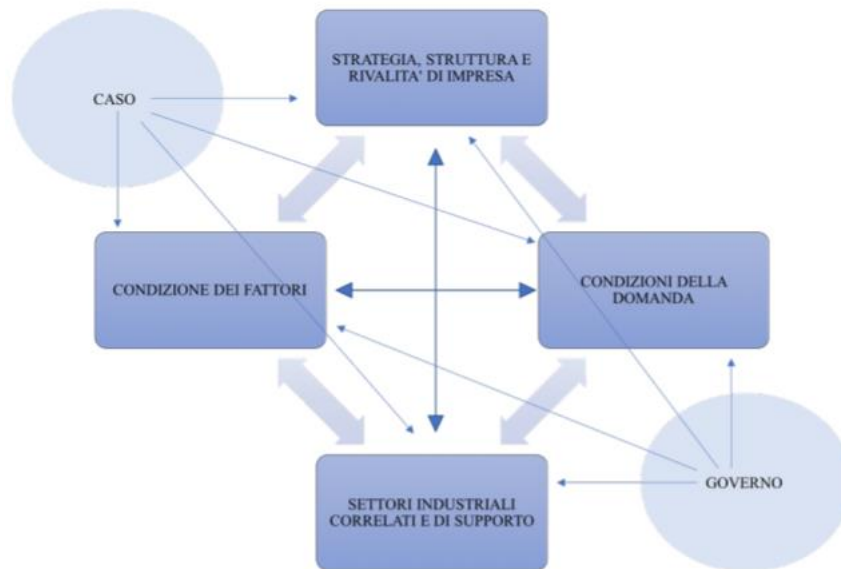 STRATEGIA, STRUTTURA E
RIVALITA' DI IMPRESA
CASO
CONDIZIONE DEI FATTORI
CONDIZIONI DELLA
DOMANDA
SETTORI INDUSTRIALI
CORRELATI E DI SUPPORTO
GOVERNO